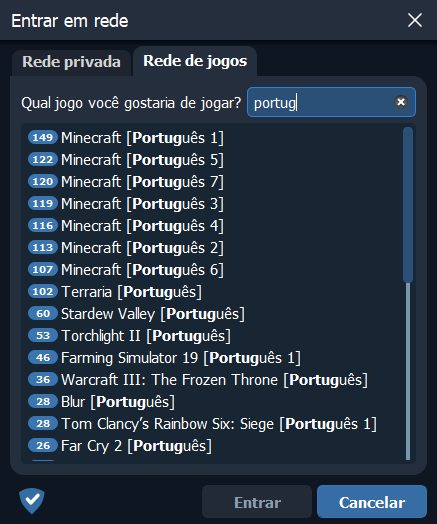 Entrar em rede
Rede privada
Rede de jogos
Qual jogo você gostaria de jogar? portug
149 Minecraft [Português 1]
122 Minecraft [Português 5]
120 Minecraft [Português 7]
119 Minecraft [Português 3]
116 Minecraft [Português 4]
113 Minecraft [Português 2]
107 Minecraft [Português 6]
102 Terraria [Português]
60 Stardew Valley [Português]
53 Torchlight II [Português]
46 Farming Simulator 19 [Português 1]
36 Warcraft III: The Frozen Throne [Português]
28 Blur [Português]
28 Tom Clancy’s Rainbow Six: Siege [Português 1]
26 Far Cry 2 [Português]
Entrar
Cancelar